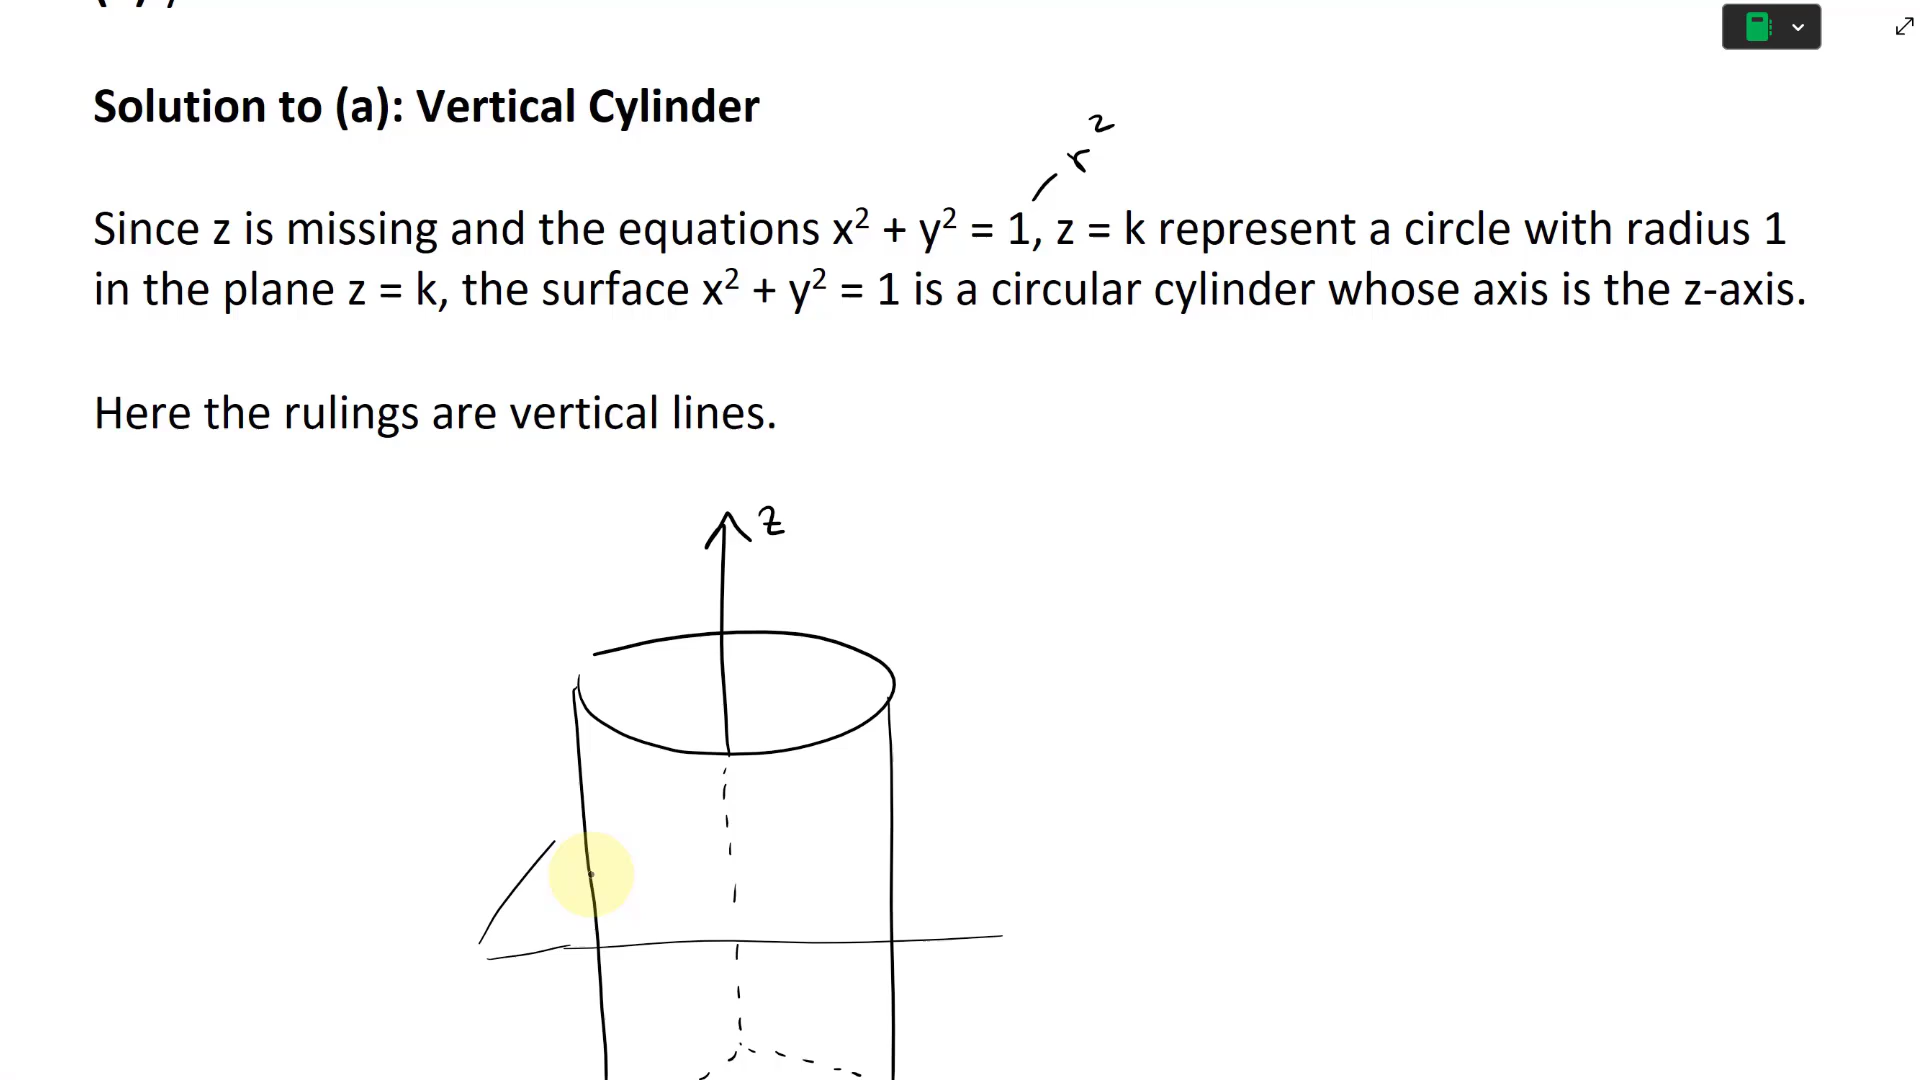 Solution to (a): Vertical Cylinder
r²
Since z is missing and the equations x² + y² = 1, z = k represent a circle with radius 1
in the plane z = k, the surface x² + y² = 1 is a circular cylinder whose axis is the z-axis.
Here the rulings are vertical lines.
z